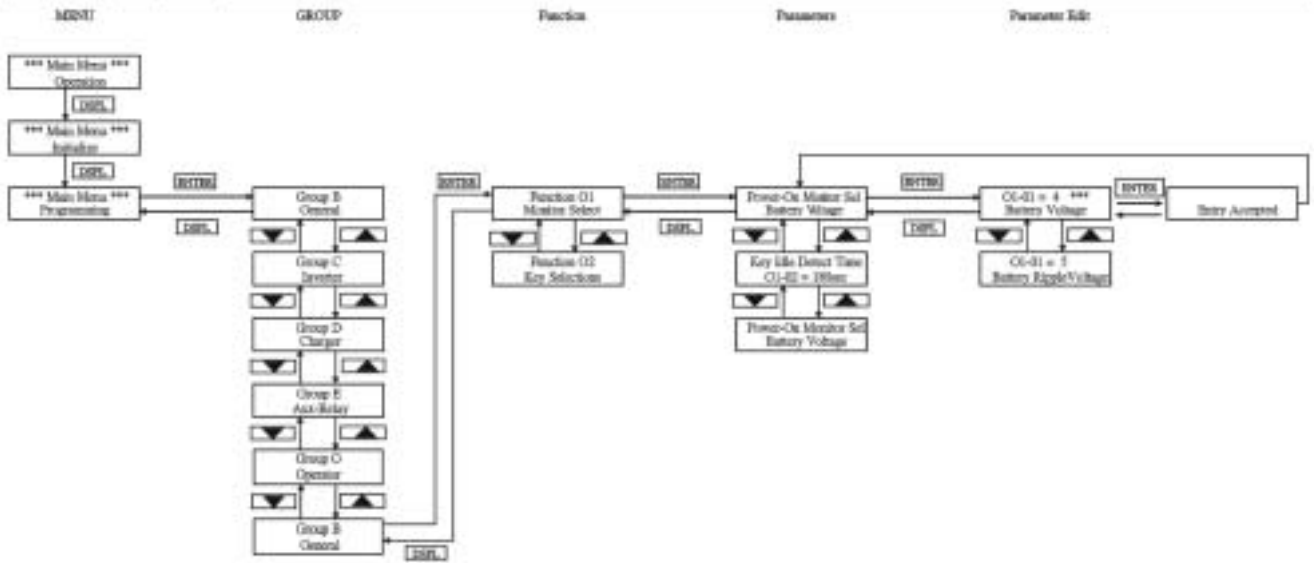 MENU
GROUP
Function
Parameters
Parameter Edit
*** Main Menu ***
Operation
DSPL
*** Main Menu ***
Initialize
DSPL
*** Main Menu ***
Programming
ENTER
DSPL
Group B
General
Group C
Inverter
Group D
Charger
Group E
Aux-Relay
Group O
Operator
Group B
General
ENTER
DSPL
Function O1
Monitor Select
Function O2
Key Selections
ENTER
DSPL
Power-On Monitor Sel
Battery Voltage
Key Idle Detect Time
O1-02 = 180sec
Power-On Monitor Sel
Battery Voltage
ENTER
DSPL
O1-01 = 4 ***
Battery Voltage
O1-01 = 5
Battery RippleVoltage
ENTER
Entry Accepted